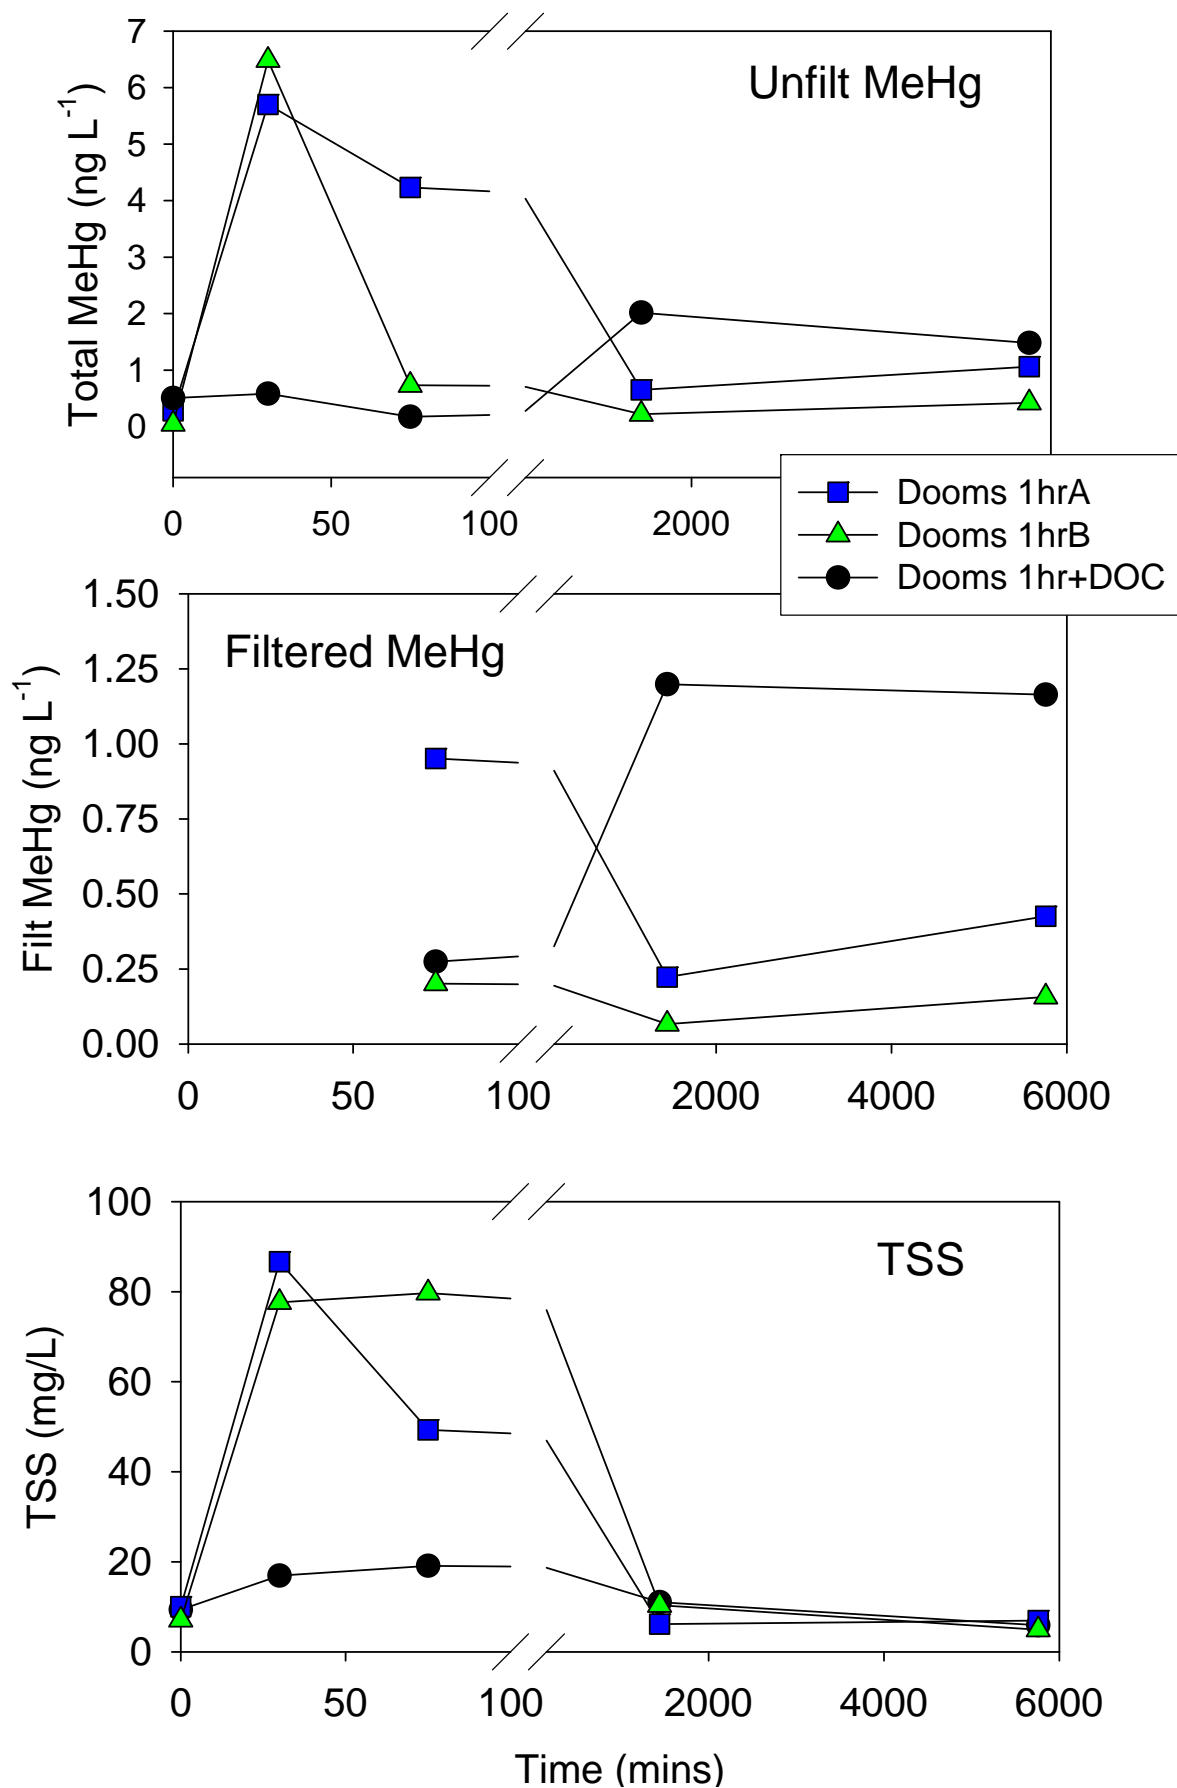 7
Unfilt MeHg
6
5
4
3
2
1
0
Total MeHg (ng L-1)
0 50 100 2000
Dooms 1hrA
Dooms 1hrB
Dooms 1hr+DOC
1.50
Filtered MeHg
1.25
1.00
0.75
0.50
0.25
0.00
Filt MeHg (ng L-1)
0 50 100 2000 4000 6000
100
TSS
80
60
40
20
0
TSS (mg/L)
0 50 100 2000 4000 6000
Time (mins)